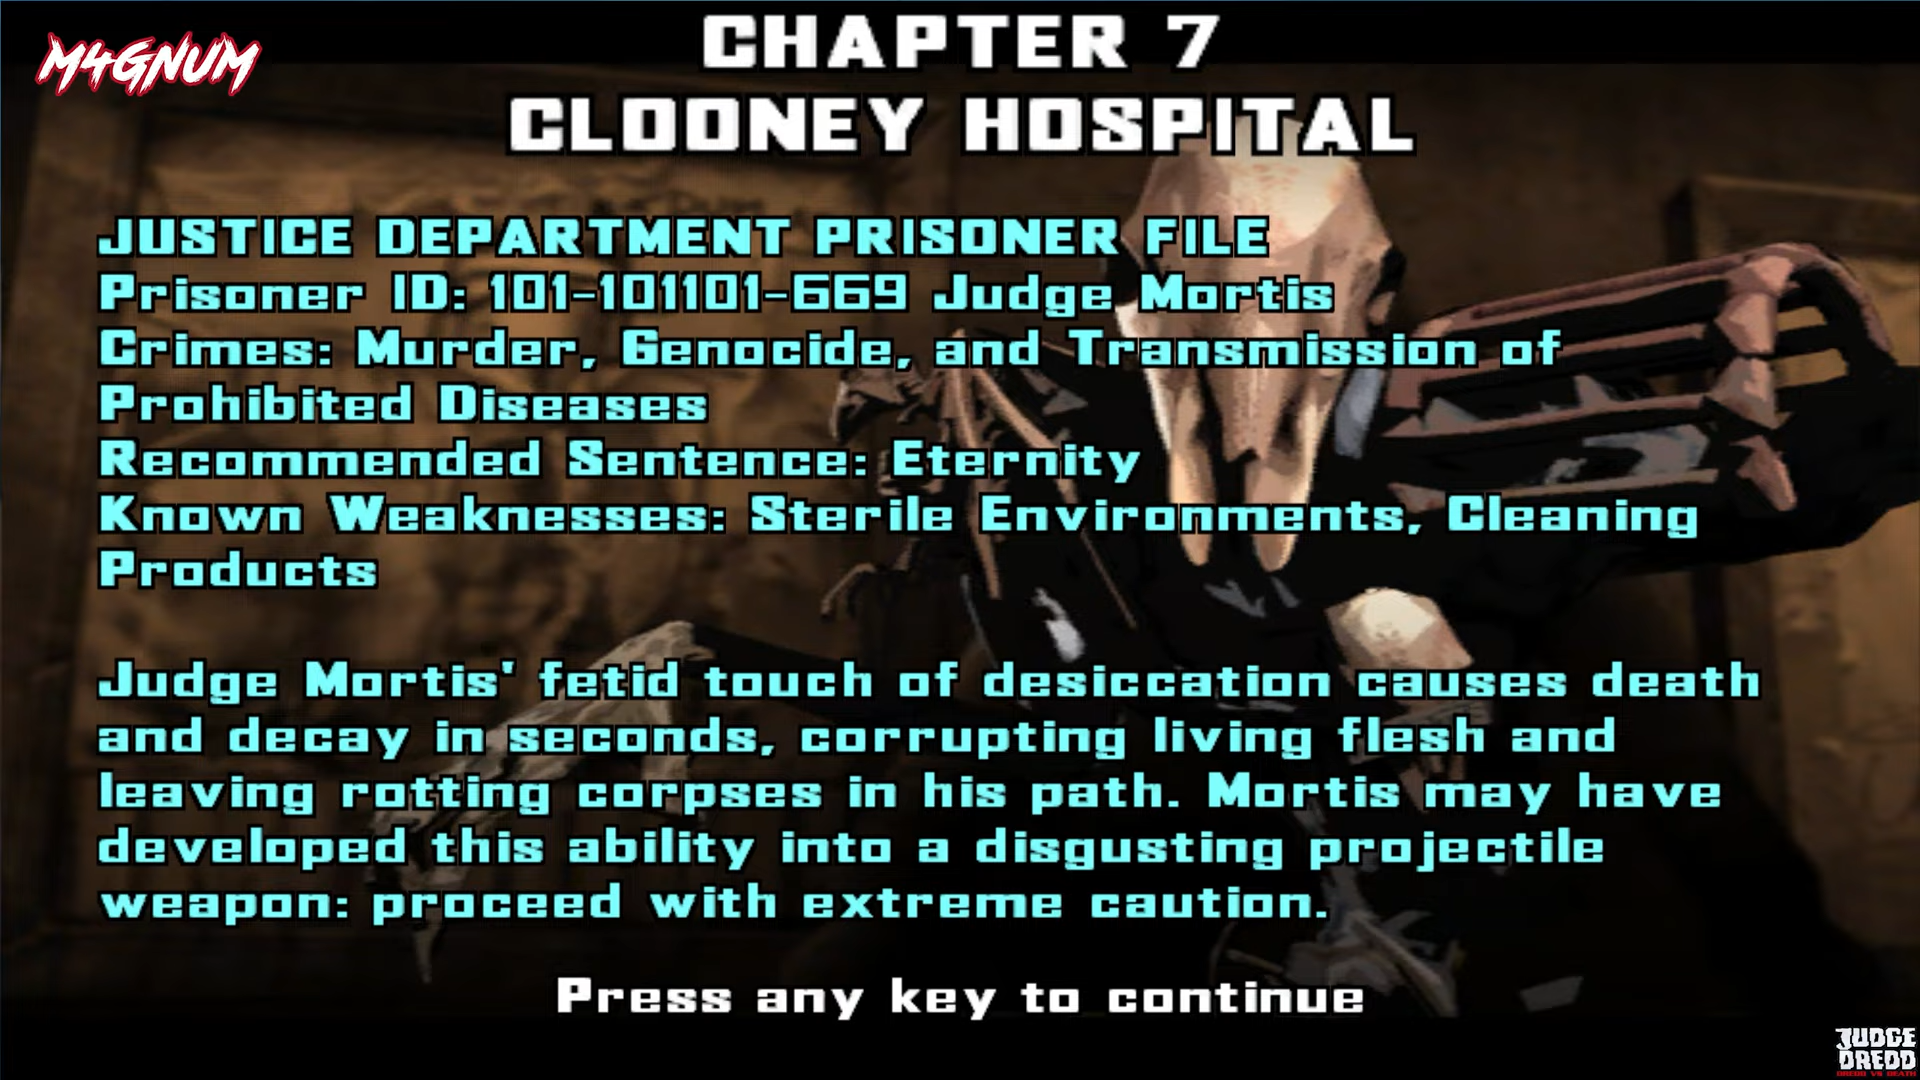 M4GNUM
CHAPTER 7
CLOONEY HOSPITAL
JUSTICE DEPARTMENT PRISONER FILE
Prisoner ID: 101-101101-669 Judge Mortis
Crimes: Murder, Genocide, and Transmission of
Prohibited Diseases
Recommended Sentence: Eternity
Known Weaknesses: Sterile Environments, Cleaning
Products
Judge Mortis' fetid touch of desiccation causes death
and decay in seconds, corrupting living flesh and
leaving rotting corpses in his path. Mortis may have
developed this ability into a disgusting projectile
weapon: proceed with extreme caution.
Press any key to continue
JUDGE
DREDD
DREDD VS DEATH